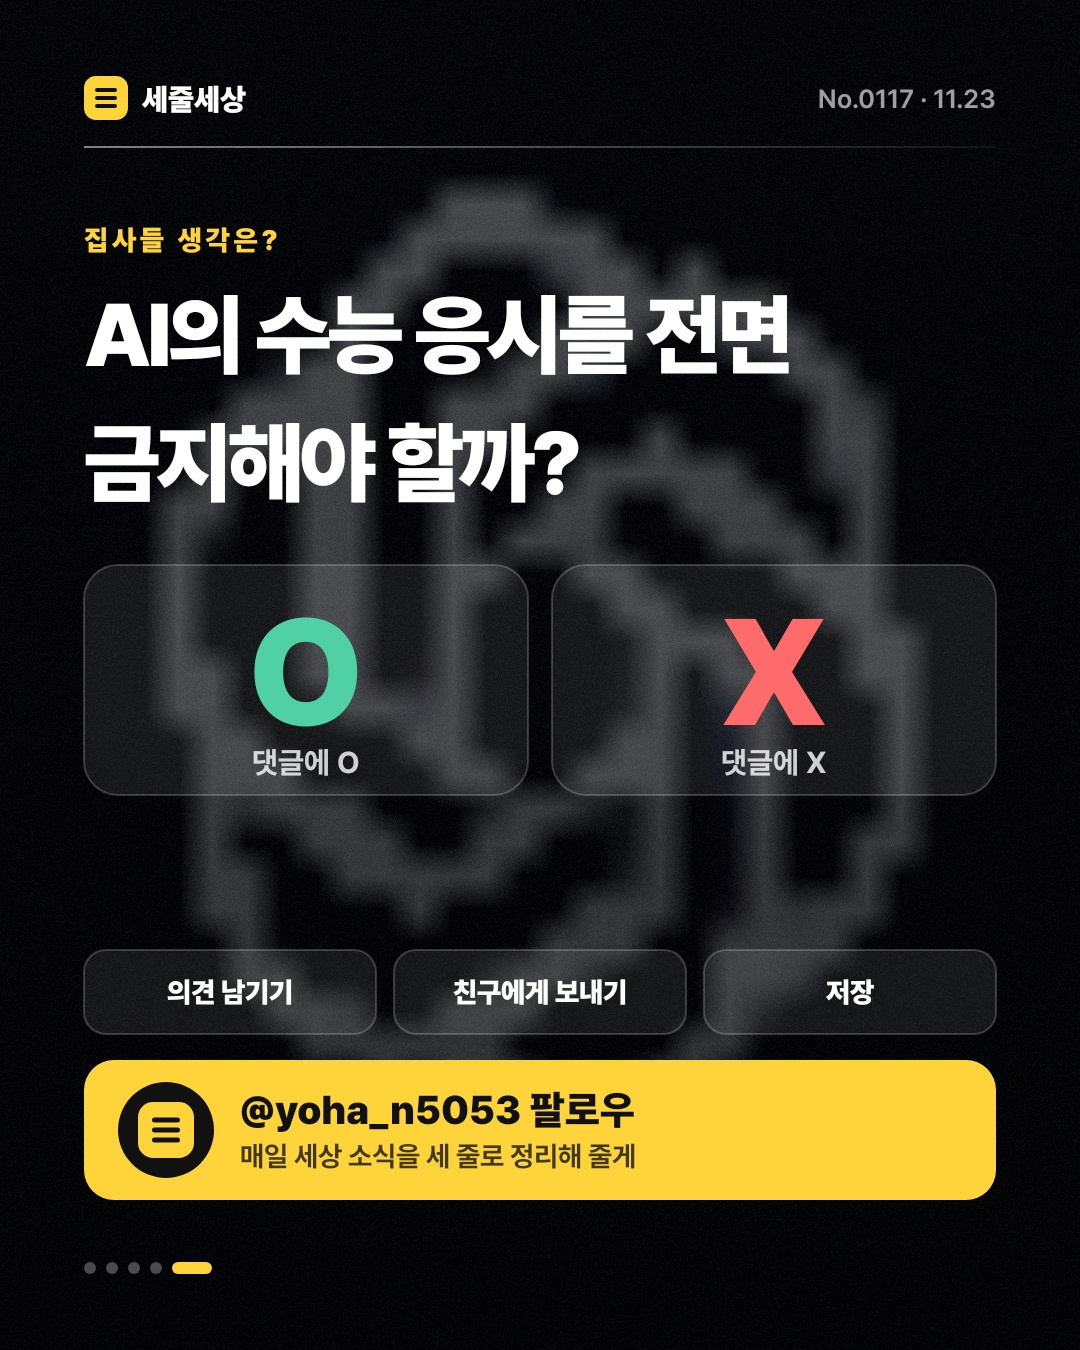 세줄세상
No.0117 · 11.23
집사들 생각은?
AI의 수능 응시를 전면
금지해야 할까?
O
댓글에 O
X
댓글에 X
의견 남기기
친구에게 보내기
저장
@yoha_n5053 팔로우
매일 세상 소식을 세 줄로 정리해 줄게